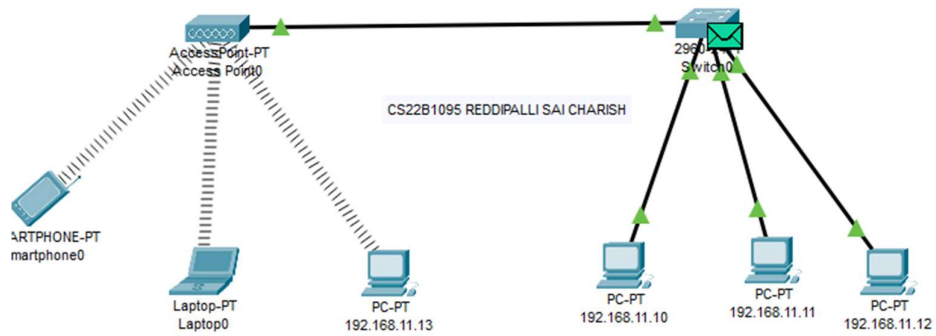 AccessPoint-PT
Access Point0
Switch0
CS22B1095 REDDIPALLI SAI CHARISH
ARTPHONE-PT
martphone0
Laptop-PT
Laptop0
PC-PT
192.168.11.13
PC-PT
192.168.11.10
PC-PT
192.168.11.11
PC-PT
192.168.11.12